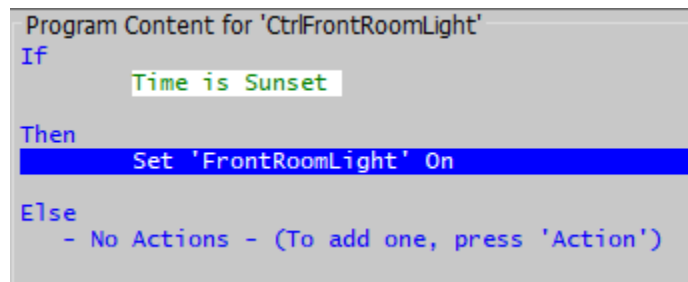 Program Content for 'CtrlFrontRoomLight'
If
Time is Sunset
Then
Set 'FrontRoomLight' On
Else
- No Actions - (To add one, press 'Action')